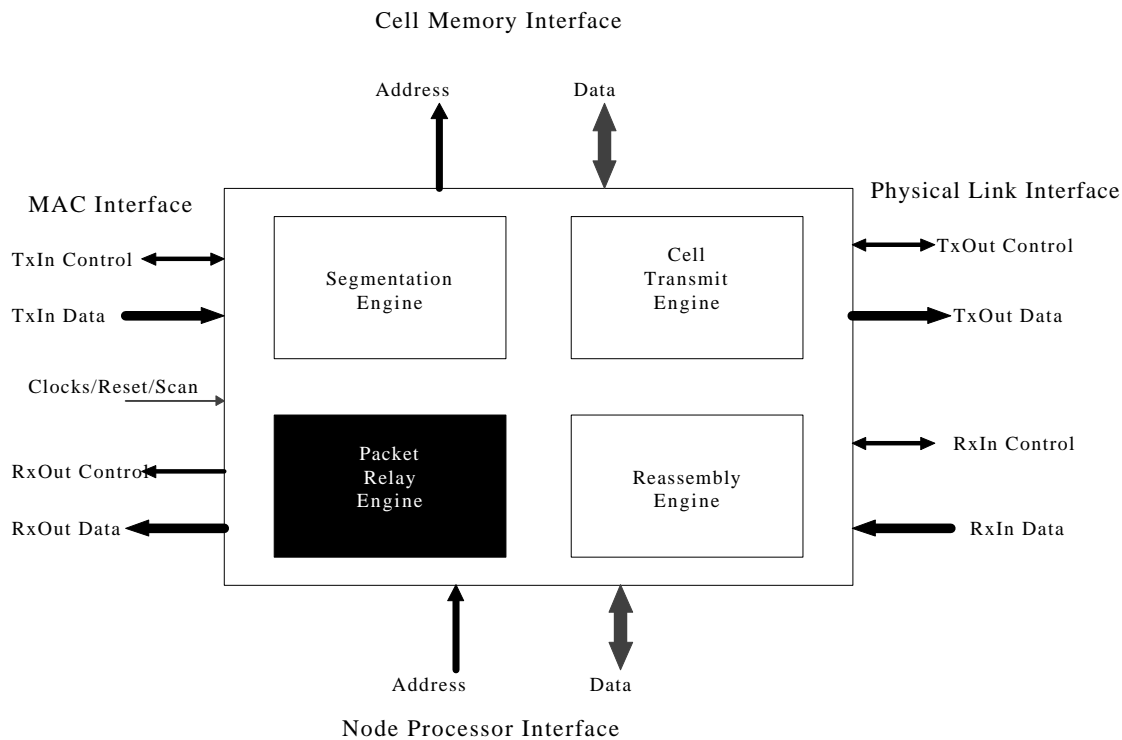 Cell Memory Interface
Address
Data
MAC Interface
Physical Link Interface
TxIn Control
TxOut Control
Segmentation
Engine
Cell
Transmit
Engine
TxIn Data
TxOut Data
Clocks/Reset/Scan
RxOut Control
RxIn Control
Packet
Relay
Engine
Reassembly
Engine
RxOut Data
RxIn Data
Address
Data
Node Processor Interface